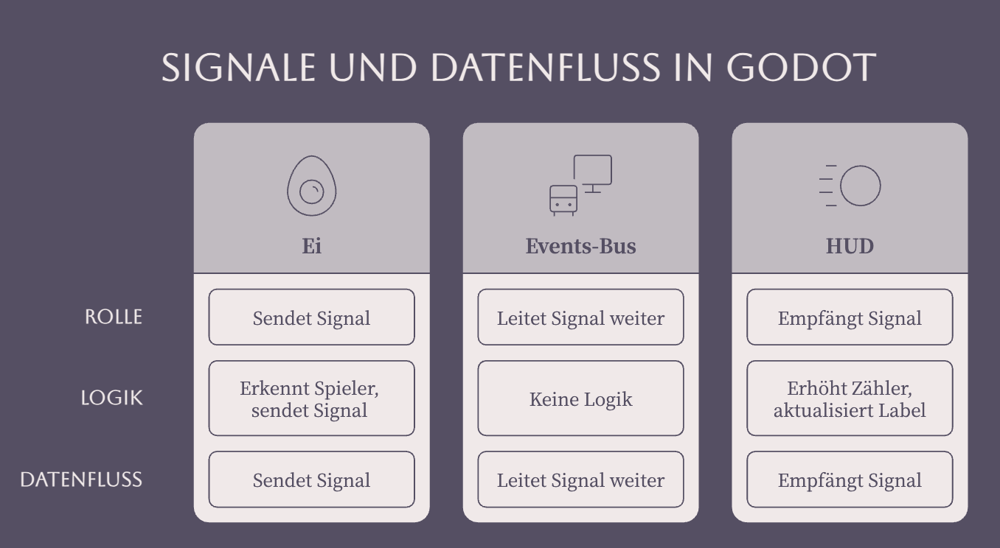 SIGNALE UND DATENFLUSS IN GODOT
Ei
Events-Bus
HUD
ROLLE
Sendet Signal
Leitet Signal weiter
Empfängt Signal
LOGIK
Erkennt Spieler,
sendet Signal
Keine Logik
Erhöht Zähler,
aktualisiert Label
DATENFLUSS
Sendet Signal
Leitet Signal weiter
Empfängt Signal